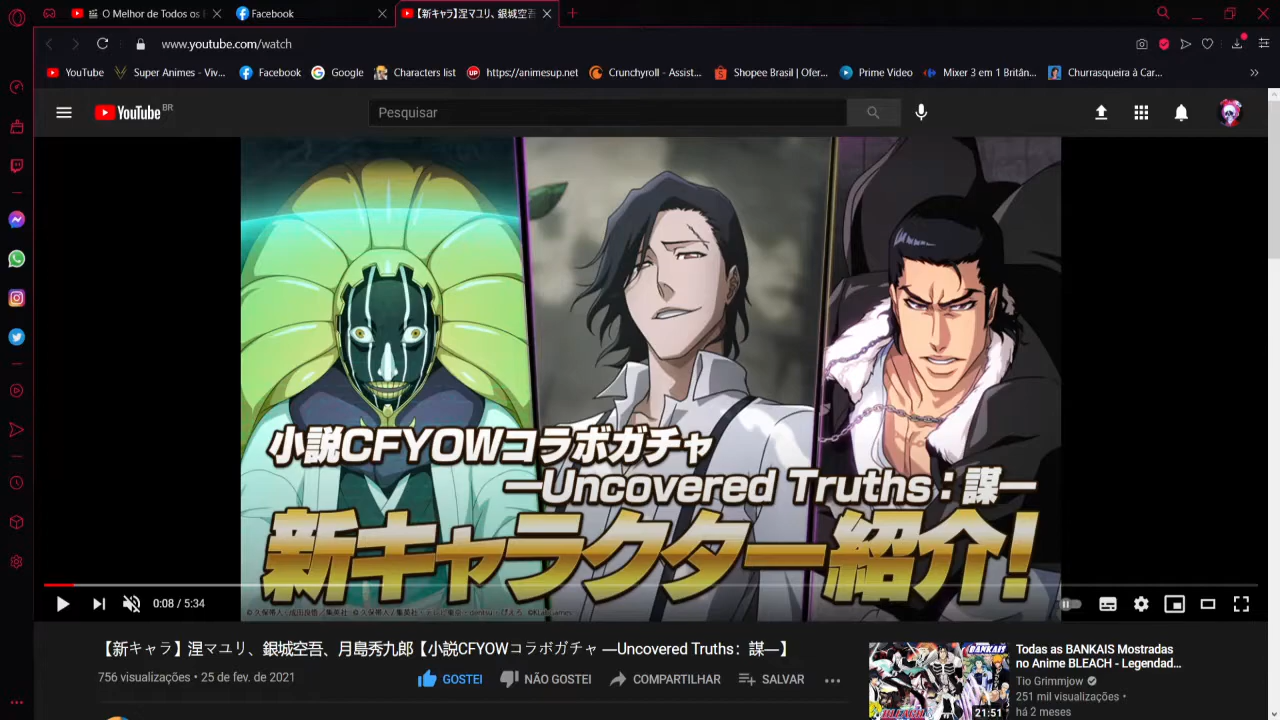 O Melhor de Todos os
Facebook
【新キャラ】涅マユリ、銀城空吾
www.youtube.com/watch
YouTube
Super Animes - Viv...
Facebook
Google
Characters list
https://animesup.net
Crunchyroll - Assist...
Shopee Brasil | Ofer...
Prime Video
Mixer 3 em 1 Britân...
Churrasqueira à Car...
YouTube BR
Pesquisar
小説CFYOWコラボガチャ
—Uncovered Truths：謀—
新キャラクター紹介!
0:08 / 5:34
【新キャラ】涅マユリ、銀城空吾、月島秀九郎【小説CFYOWコラボガチャ —Uncovered Truths：謀—】
756 visualizações • 25 de fev. de 2021
GOSTEI
NÃO GOSTEI
COMPARTILHAR
SALVAR
BANKAIS
BLEACH
21:51
Todas as BANKAIS Mostradas
no Anime BLEACH - Legendad...
Tio Grimmjow
251 mil visualizações •
há 2 meses